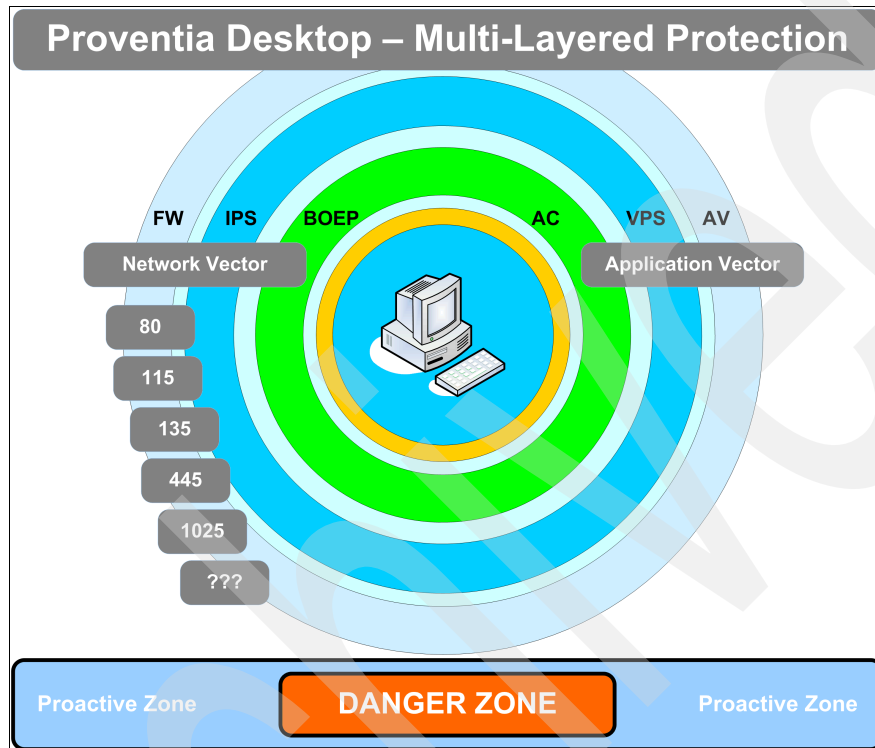 Proventia Desktop – Multi-Layered Protection
FW IPS BOEP AC VPS AV
Network Vector Application Vector
80
115
135
445
1025
???
Proactive Zone DANGER ZONE Proactive Zone